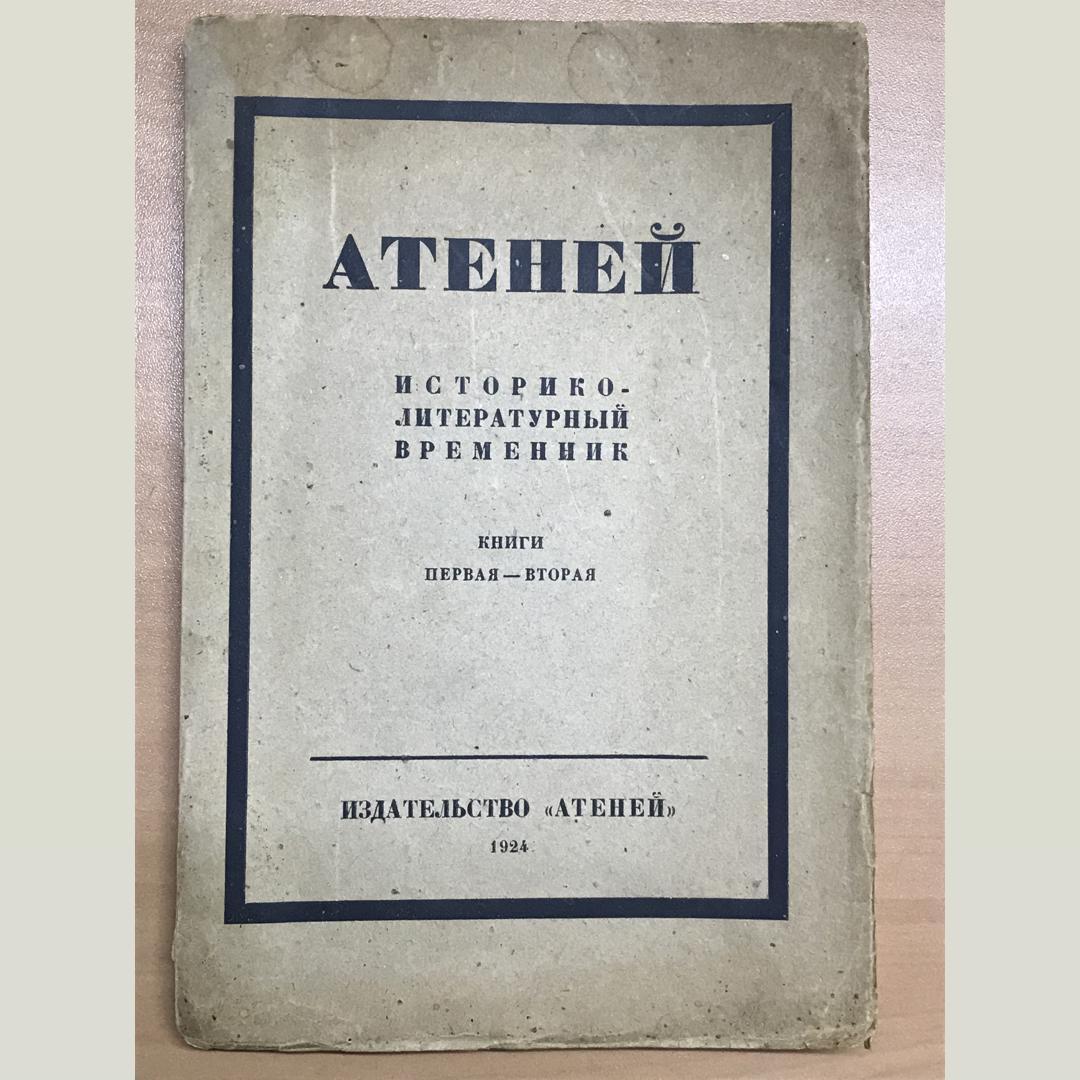 АТЕНЕЙ
ИСТОРИКО-
ЛИТЕРАТУРНЫЙ
ВРЕМЕННИК
КНИГИ
ПЕРВАЯ — ВТОРАЯ
ИЗДАТЕЛЬСТВО «АТЕНЕЙ»
1924